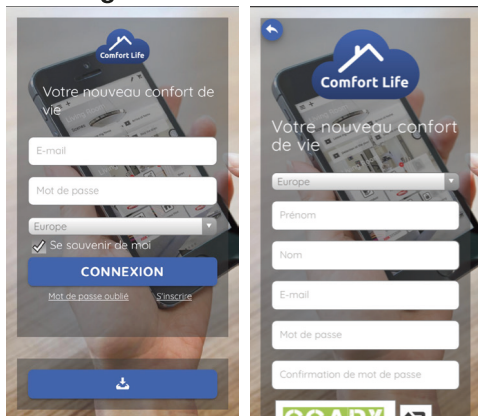 Comfort Life
Votre nouveau confort de
vie
E-mail
Mot de passe
Europe
Se souvenir de moi
CONNEXION
Mot de passe oublié S'inscrire
Comfort Life
Votre nouveau confort
de vie
Europe
Prénom
Nom
E-mail
Mot de passe
Confirmation de mot de passe